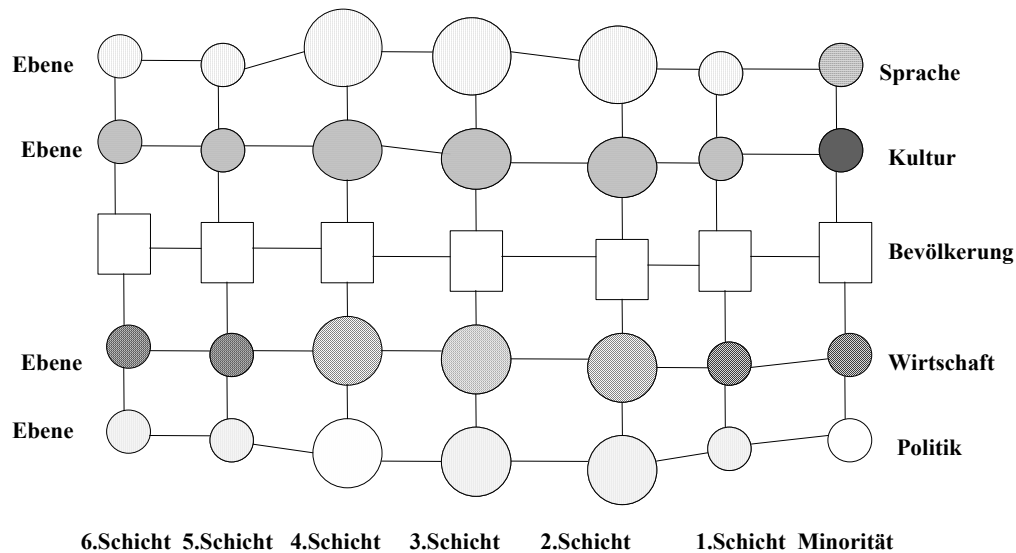 Ebene Sprache
Ebene Kultur
Bevölkerung
Ebene Wirtschaft
Ebene Politik
6.Schicht 5.Schicht 4.Schicht 3.Schicht 2.Schicht 1.Schicht Minorität